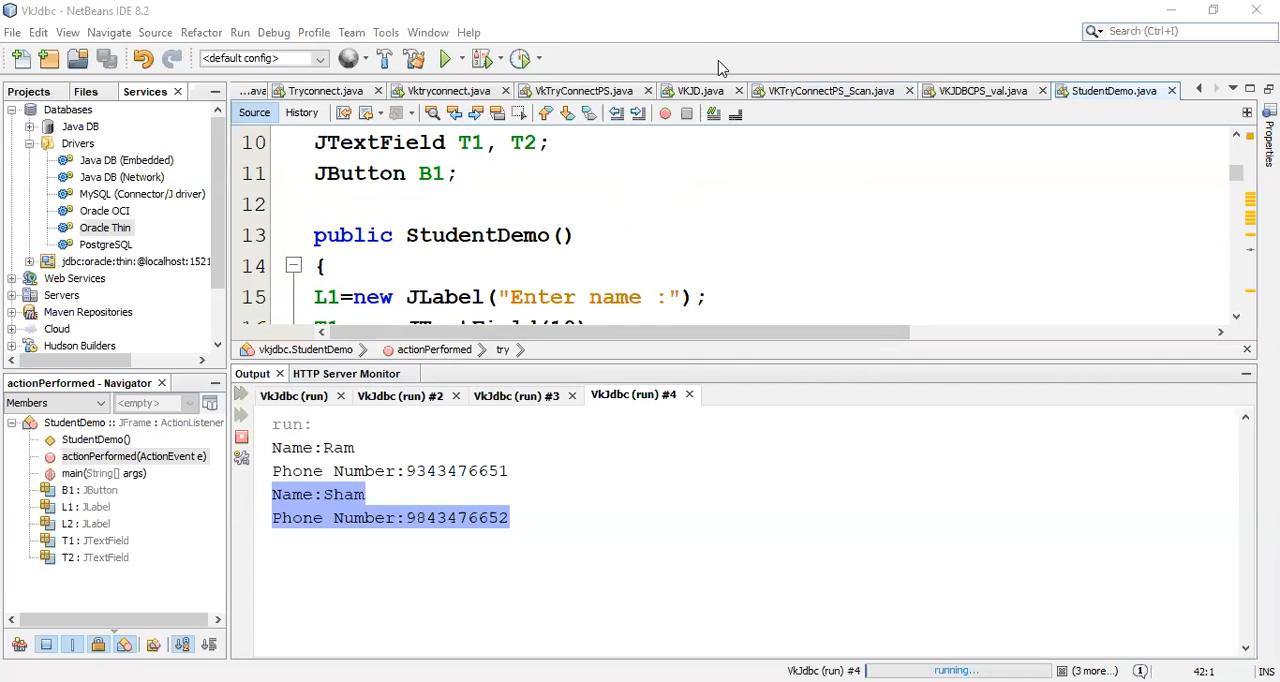 VkJdbc - NetBeans IDE 8.2
File Edit View Navigate Source Refactor Run Debug Profile Team Tools Window Help
Search (Ctrl+I)
<default config>
Projects Files Services
...ava Tryconnect.java Vktryconnect.java VkTryConnectPS.java VKJD.java VKTryConnectPS_Scan.java VKJDBCPS_val.java StudentDemo.java
Source History
Databases
Java DB
Drivers
Java DB (Embedded)
Java DB (Network)
MySQL (Connector/J driver)
Oracle OCI
Oracle Thin
PostgreSQL
jdbc:oracle:thin:@localhost:1521
Web Services
Servers
Maven Repositories
Cloud
Hudson Builders
10 JTextField T1, T2;
11 JButton B1;
12
13 public StudentDemo()
14 {
15 L1=new JLabel("Enter name :");
Properties
vkjdbc.StudentDemo actionPerformed try
actionPerformed - Navigator
Members <empty>
StudentDemo :: JFrame : ActionListener
StudentDemo()
actionPerformed(ActionEvent e)
main(String[] args)
B1 : JButton
L1 : JLabel
L2 : JLabel
T1 : JTextField
T2 : JTextField
Output HTTP Server Monitor
VkJdbc (run) VkJdbc (run) #2 VkJdbc (run) #3 VkJdbc (run) #4
run:
Name:Ram
Phone Number:9343476651
Name:Sham
Phone Number:9843476652
VkJdbc (run) #4 running... (3 more...) 42:1 INS